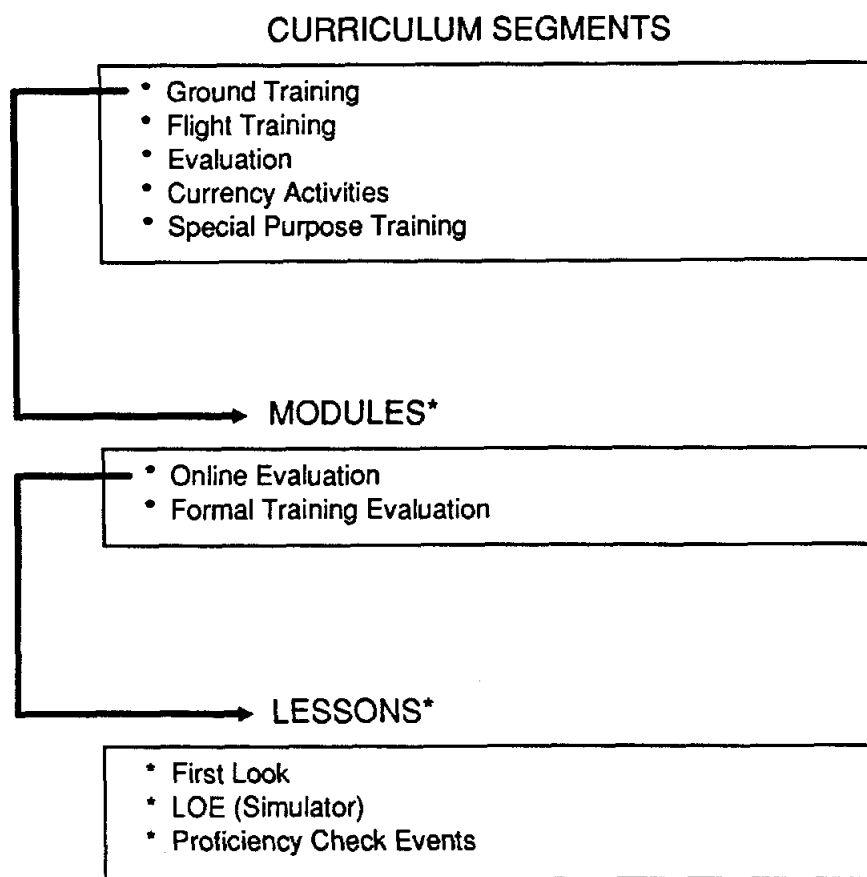 CURRICULUM SEGMENTS
* Ground Training
* Flight Training
* Evaluation
* Currency Activities
* Special Purpose Training
MODULES*
* Online Evaluation
* Formal Training Evaluation
LESSONS*
* First Look
* LOE (Simulator)
* Proficiency Check Events